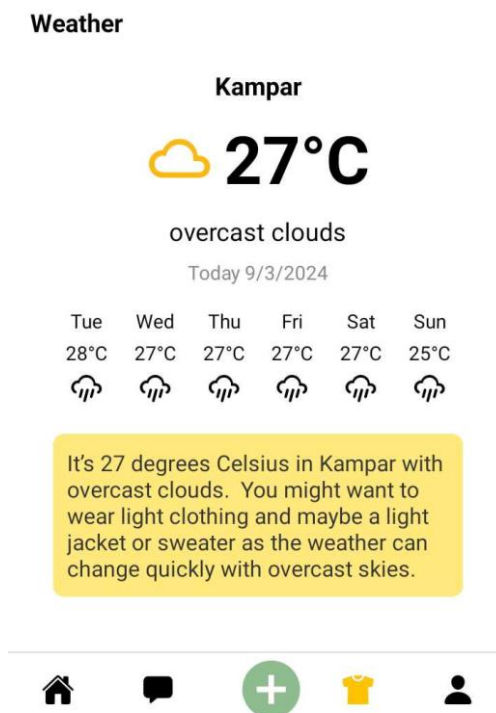 Weather
Kampar
27°C
overcast clouds
Today 9/3/2024
Tue Wed Thu Fri Sat Sun
28°C 27°C 27°C 27°C 27°C 25°C
It’s 27 degrees Celsius in Kampar with
overcast clouds.  You might want to
wear light clothing and maybe a light
jacket or sweater as the weather can
change quickly with overcast skies.